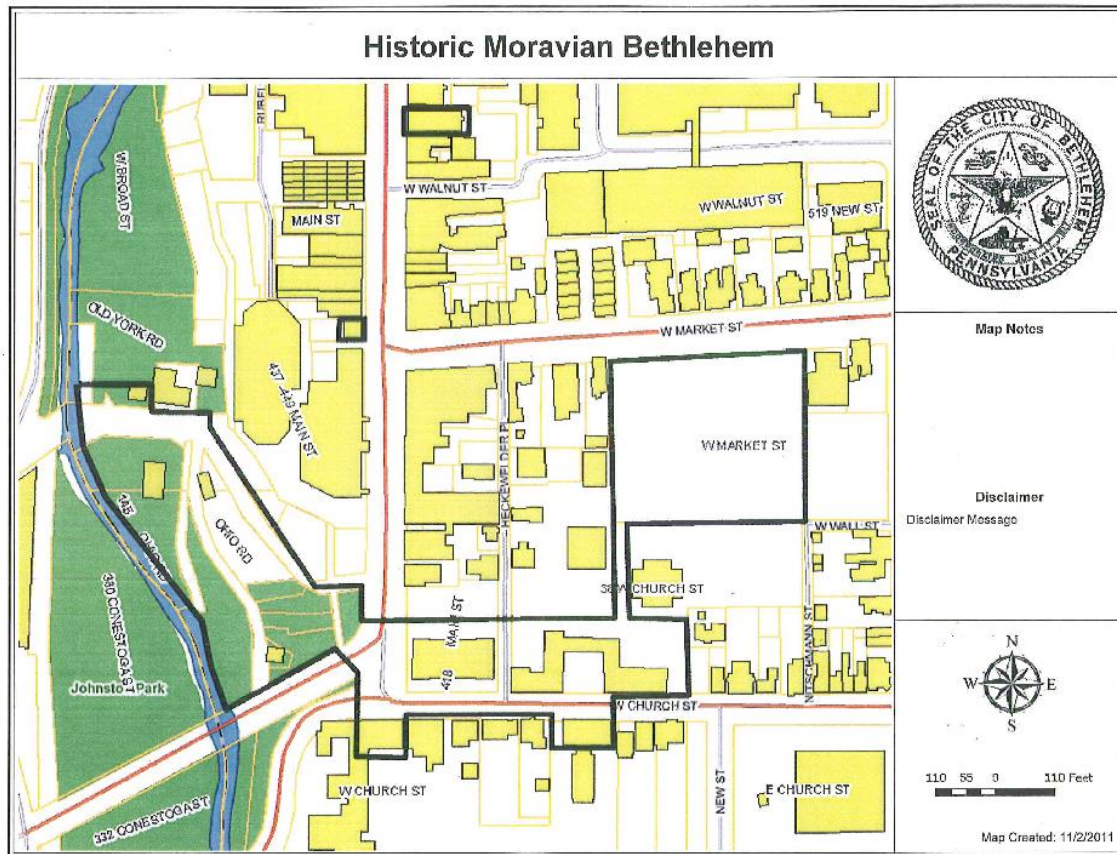 Historic Moravian Bethlehem
W BROAD ST
MAIN ST
W WALNUT ST
W WALNUT ST
519 NEW ST
OLD YORK RD
W MARKET ST
437 -449 MAIN ST
HECKEWELDER PL
W MARKET ST
OHIO RD
W WALL ST
38 W CHURCH ST
MAIN ST
418
NITSCHMANN ST
380 CONESTOGA ST
Johnston Park
W CHURCH ST
W CHURCH ST
NEW ST
E CHURCH ST
332 CONESTOGA ST
SEAL OF THE CITY OF BETHLEHEM
PENNSYLVANIA
Map Notes
Disclaimer
Disclaimer Message
N
W E
S
110 55 0 110 Feet
Map Created: 11/2/2011